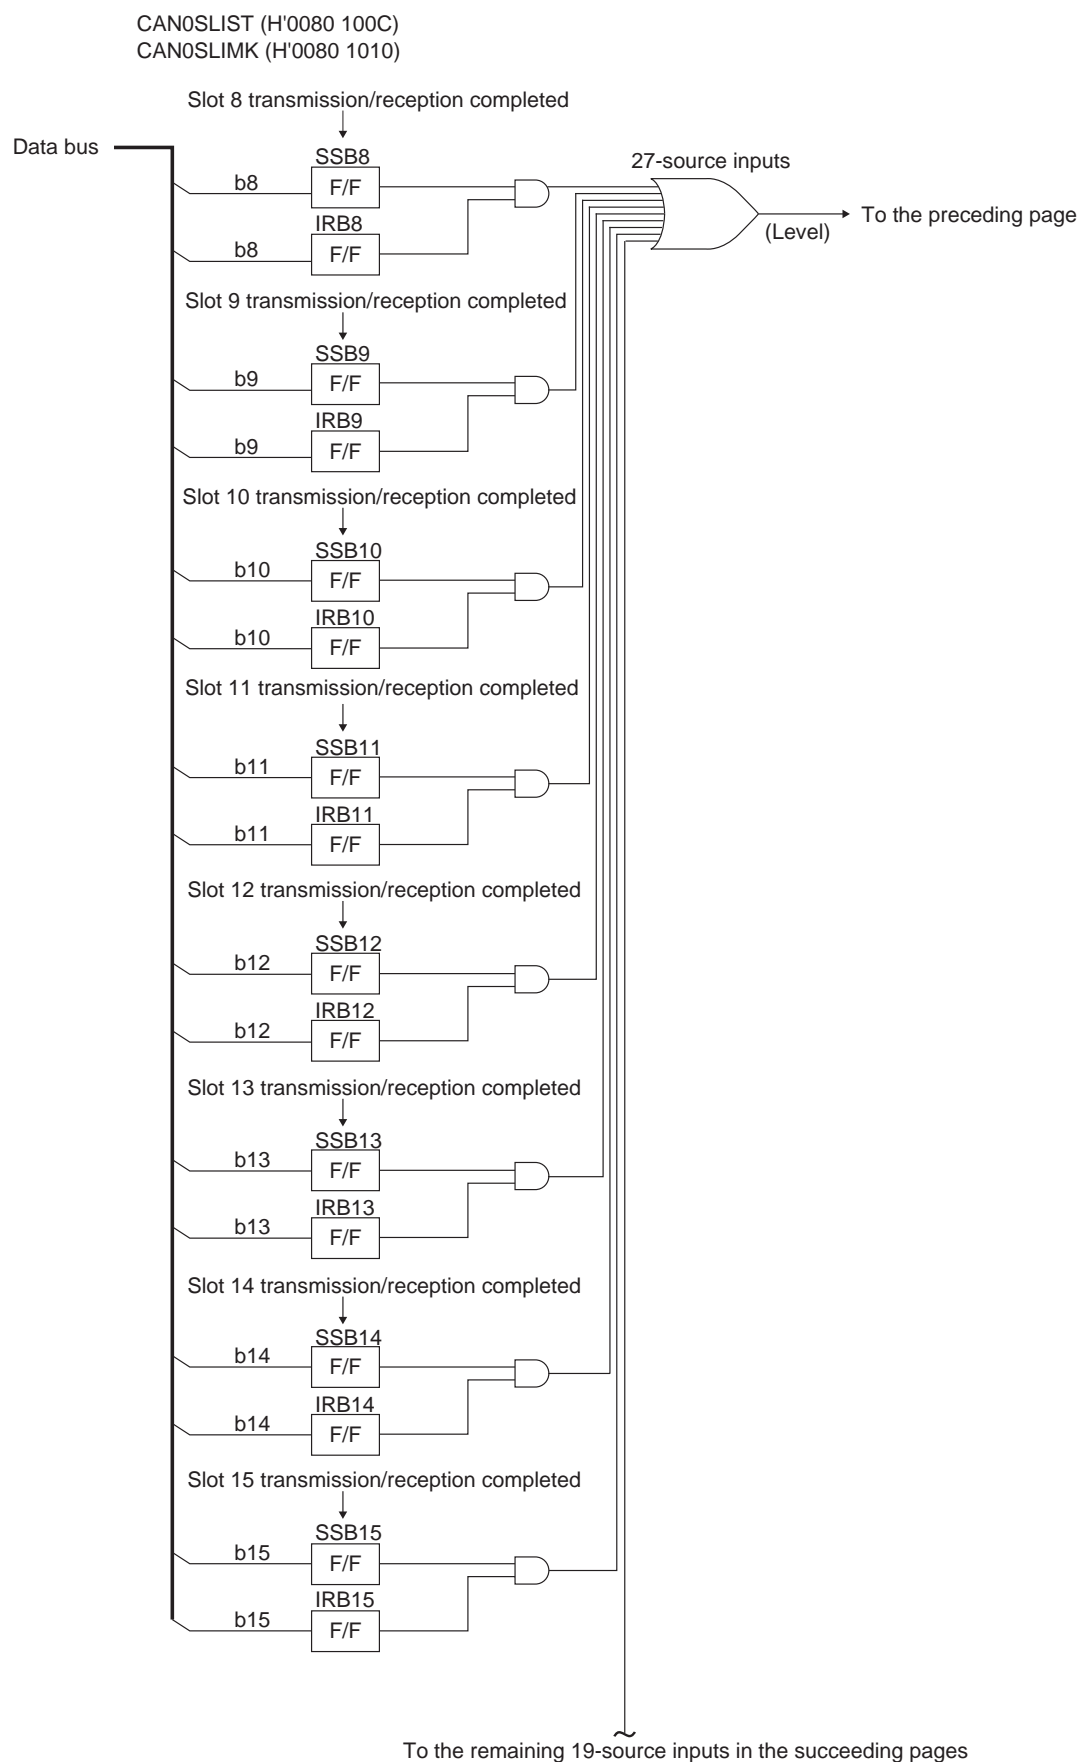 CAN0SLIST (H'0080 100C)
CAN0SLIMK (H'0080 1010)
Slot 8 transmission/reception completed
Data bus
SSB8
27-source inputs
b8
F/F
To the preceding page
(Level)
IRB8
b8
F/F
Slot 9 transmission/reception completed
SSB9
b9
F/F
IRB9
b9
F/F
Slot 10 transmission/reception completed
SSB10
b10
F/F
IRB10
b10
F/F
Slot 11 transmission/reception completed
SSB11
b11
F/F
IRB11
b11
F/F
Slot 12 transmission/reception completed
SSB12
b12
F/F
IRB12
b12
F/F
Slot 13 transmission/reception completed
SSB13
b13
F/F
IRB13
b13
F/F
Slot 14 transmission/reception completed
SSB14
b14
F/F
IRB14
b14
F/F
Slot 15 transmission/reception completed
SSB15
b15
F/F
IRB15
b15
F/F
To the remaining 19-source inputs in the succeeding pages